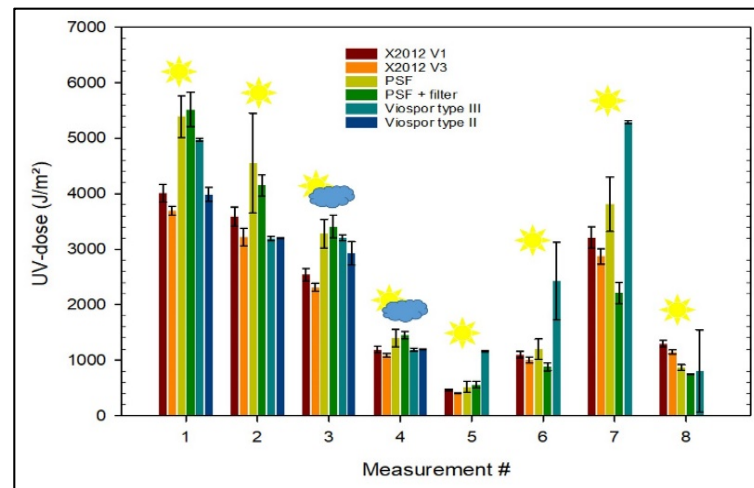 7000
6000
5000
4000
3000
2000
1000
0
UV-dose (J/m²)
X2012 V1
X2012 V3
PSF
PSF + filter
Viospor type III
Viospor type II
1 2 3 4 5 6 7 8
Measurement #